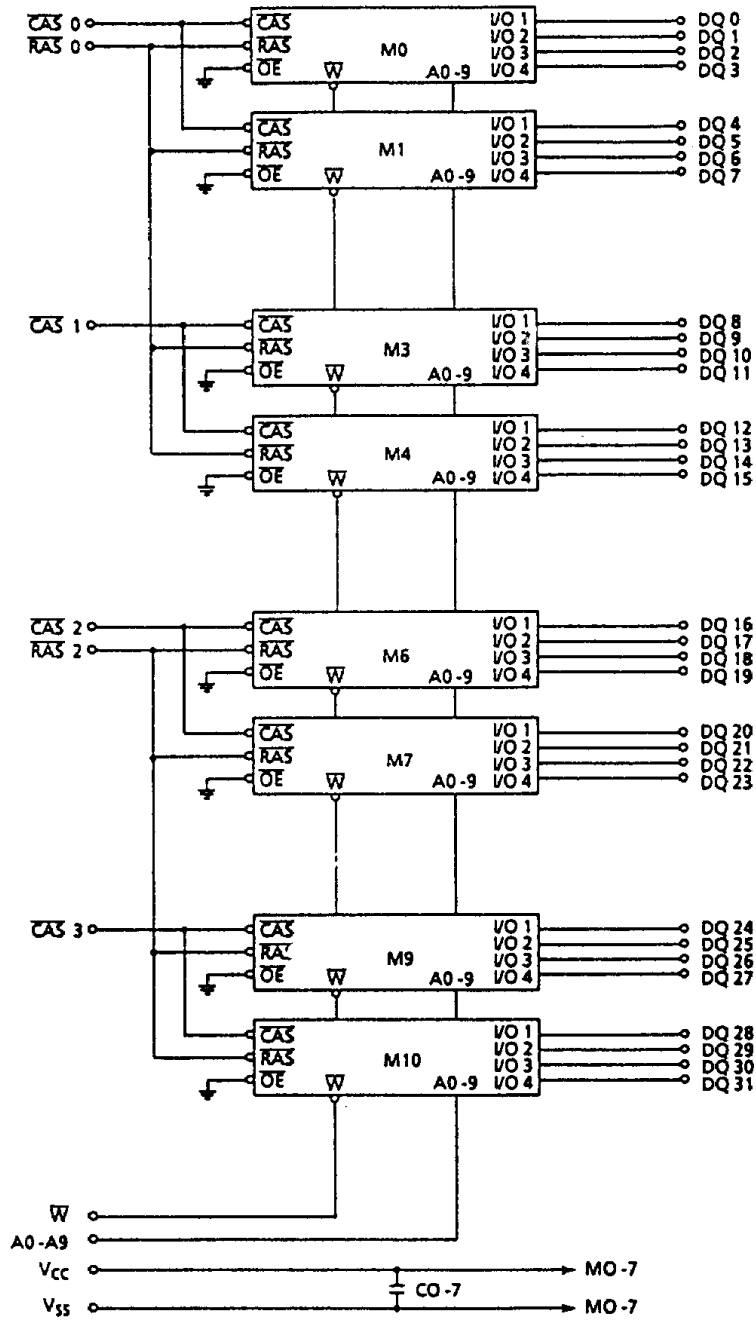 CAS 0 CAS I/O 1 DQ 0
RAS 0 RAS M0 I/O 2 DQ 1
I/O 3 DQ 2
OE W A0-9 I/O 4 DQ 3
CAS I/O 1 DQ 4
RAS M1 I/O 2 DQ 5
I/O 3 DQ 6
OE W A0-9 I/O 4 DQ 7
CAS 1 CAS I/O 1 DQ 8
RAS M3 I/O 2 DQ 9
I/O 3 DQ 10
OE W A0-9 I/O 4 DQ 11
CAS I/O 1 DQ 12
RAS M4 I/O 2 DQ 13
I/O 3 DQ 14
OE W A0-9 I/O 4 DQ 15
CAS 2 CAS I/O 1 DQ 16
RAS 2 RAS M6 I/O 2 DQ 17
I/O 3 DQ 18
OE W A0-9 I/O 4 DQ 19
CAS I/O 1 DQ 20
RAS M7 I/O 2 DQ 21
I/O 3 DQ 22
OE W A0-9 I/O 4 DQ 23
CAS 3 CAS I/O 1 DQ 24
M9 I/O 2 DQ 25
I/O 3 DQ 26
OE W A0-9 I/O 4 DQ 27
CAS I/O 1 DQ 28
RAS M10 I/O 2 DQ 29
I/O 3 DQ 30
OE W A0-9 I/O 4 DQ 31
W
A0-A9
VCC MO-7
CO-7
VSS MO-7